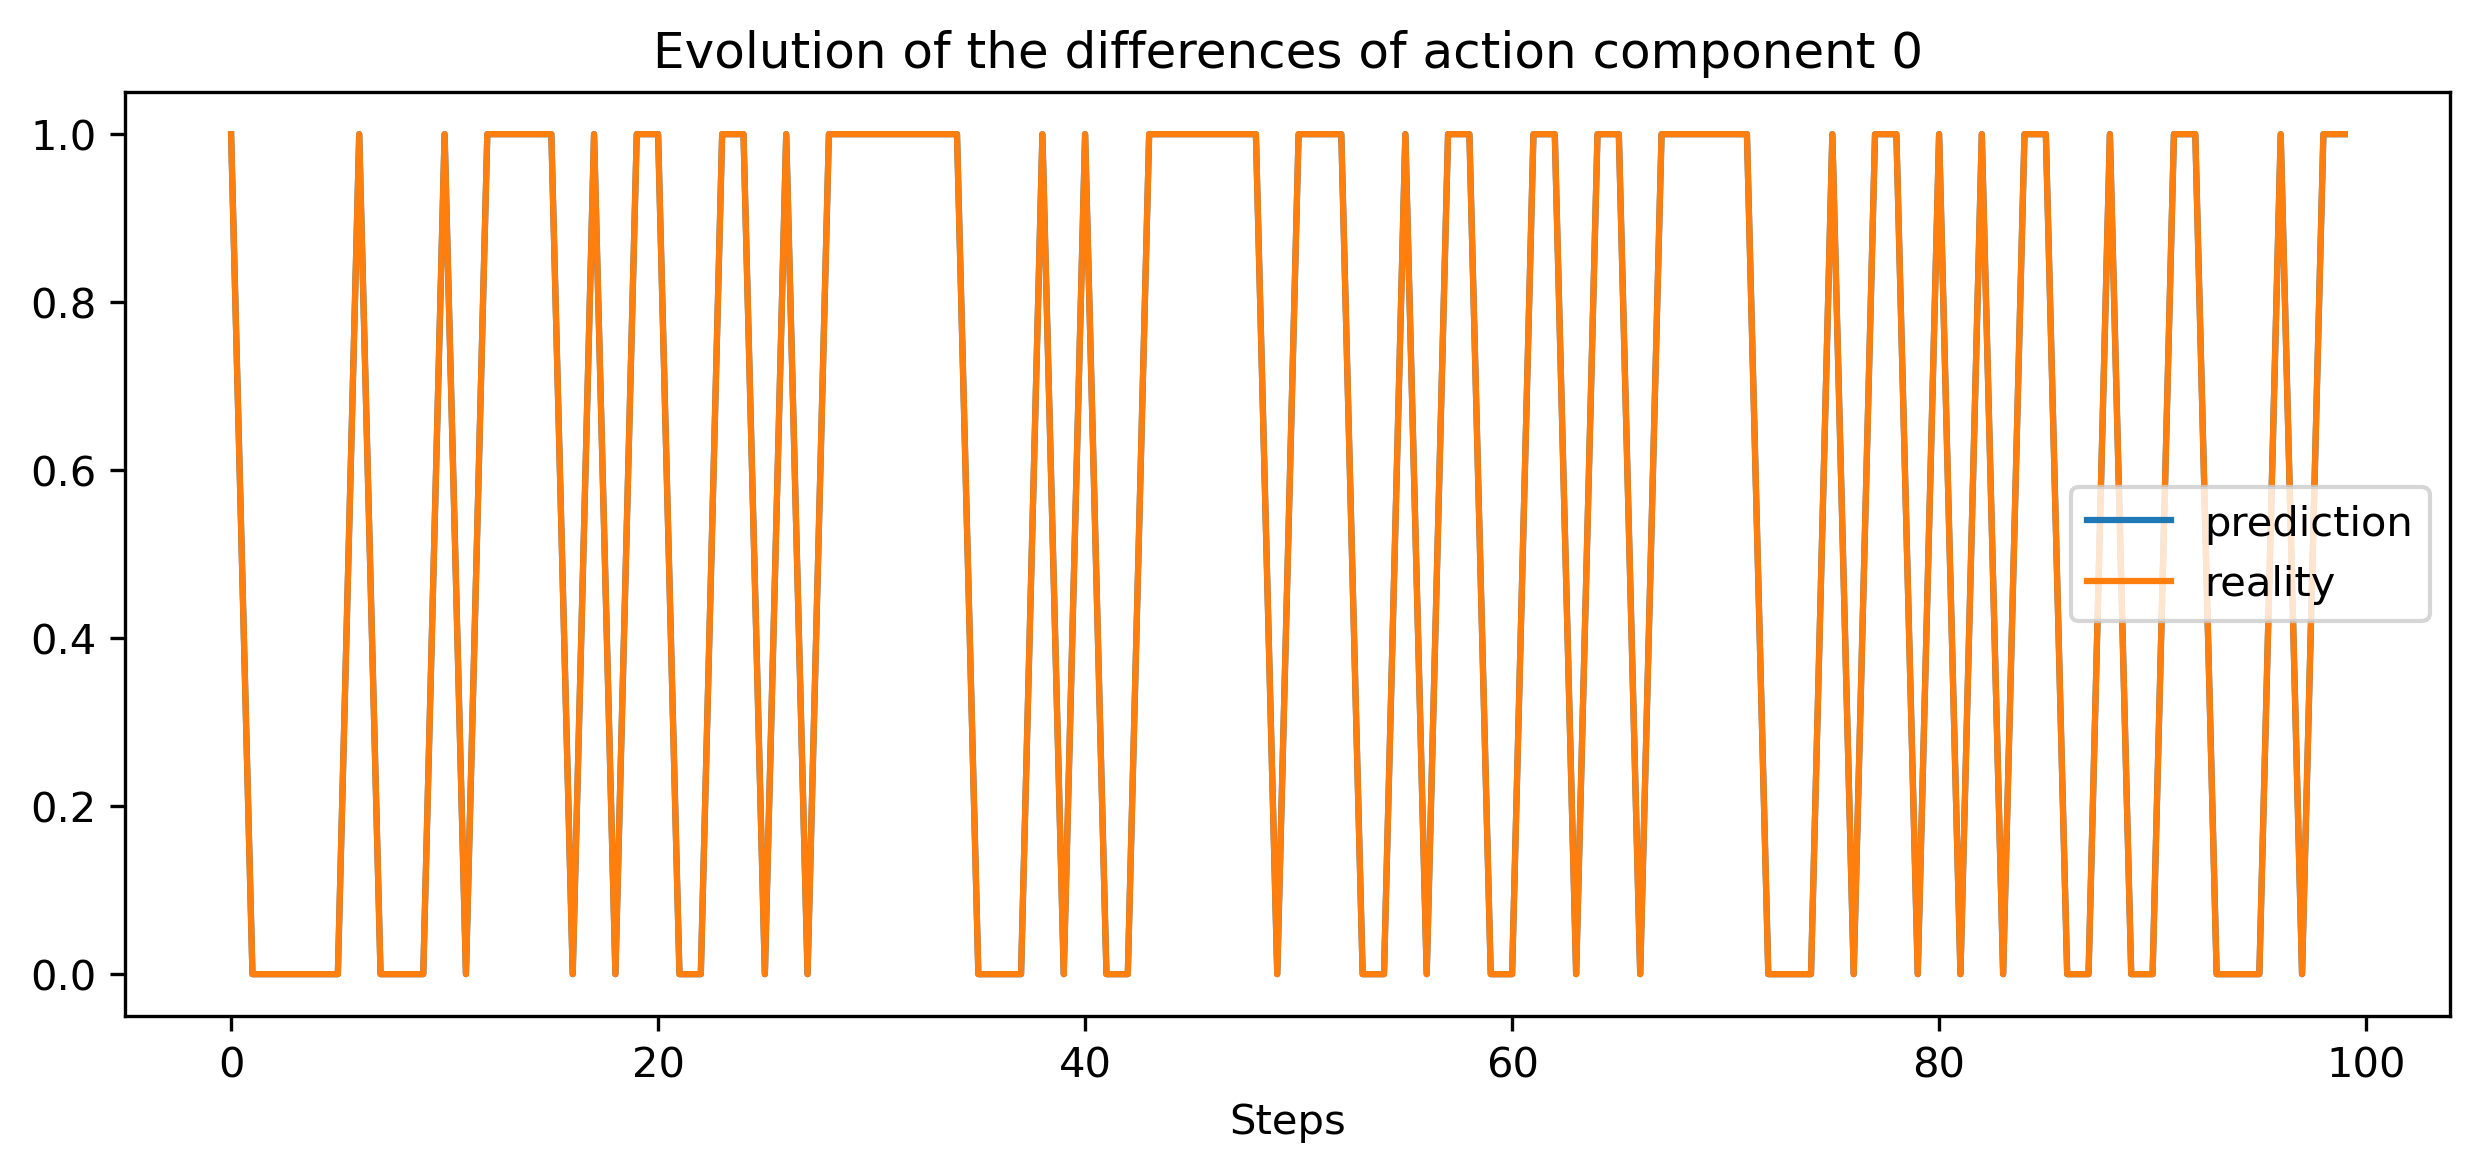 Evolution of the differences of action component 0
1.0
0.8
0.6
0.4
0.2
0.0
prediction
reality
0 20 40 60 80 100
Steps